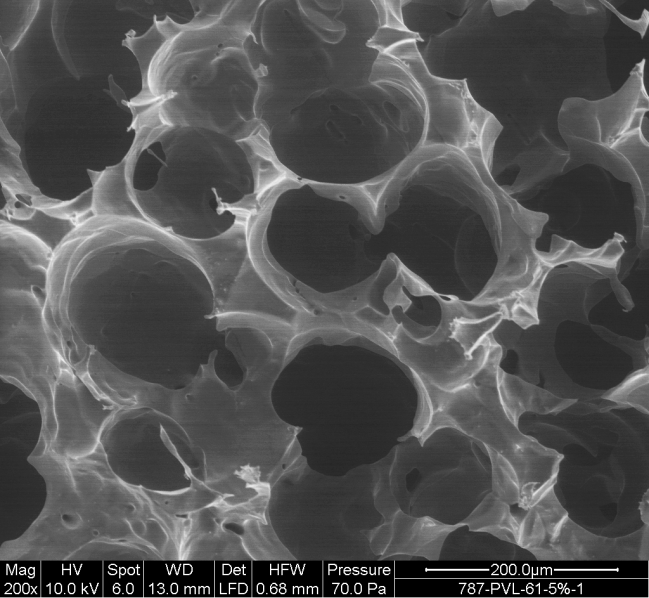 Mag HV Spot WD Det HFW Pressure 200.0µm
200x 10.0 kV 6.0 13.0 mm LFD 0.68 mm 70.0 Pa 787-PVL-61-5%-1